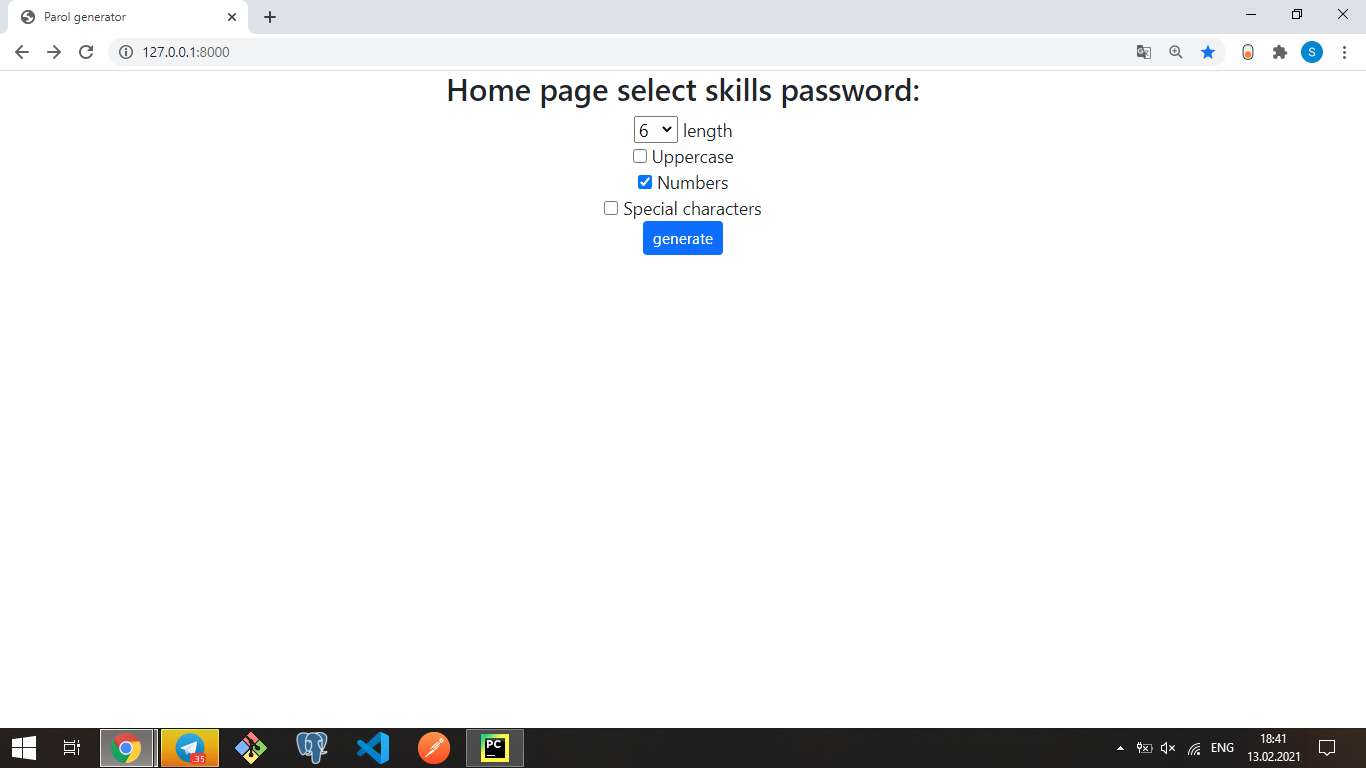 Parol generator
127.0.0.1:8000
S
Home page select skills password:
6 length
Uppercase
Numbers
Special characters
generate
..35
PC
ENG
18:41
13.02.2021